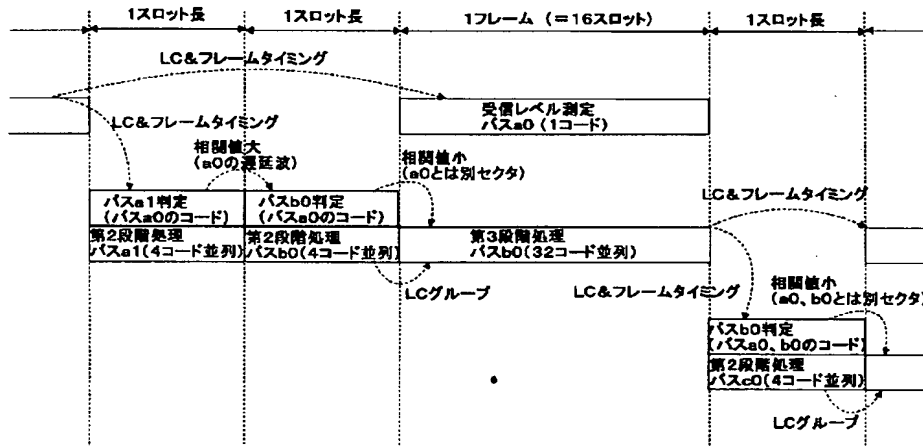 1スロット長
1スロット長
1フレーム (=16スロット)
1スロット長
LC&フレームタイミング
受信レベル測定
パスa0 (1コード)
LC&フレームタイミング
相関値大
(a0の遅延波)
相関値小
(a0とは別セクタ)
パスa1判定
(パスa0のコード)
パスb0判定
(パスa0のコード)
LC&フレームタイミング
第2段階処理
パスa1(4コード並列)
第2段階処理
パスb0(4コード並列)
第3段階処理
パスb0(32コード並列)
LCグループ
LC&フレームタイミング
相関値小
(a0、b0とは別セクタ)
パスb0判定
(パスa0、b0のコード)
第2段階処理
パスc0(4コード並列)
LCグループ